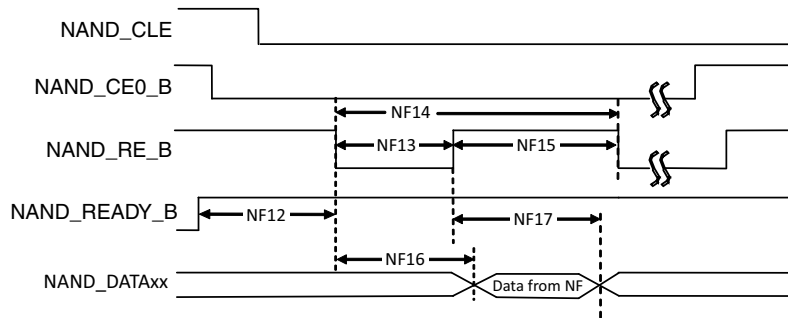 NAND_CLE
NAND_CE0_B
NF14
NAND_RE_B
NF13
NF15
NAND_READY_B
NF12
NF17
NF16
NAND_DATAxx
Data from NF